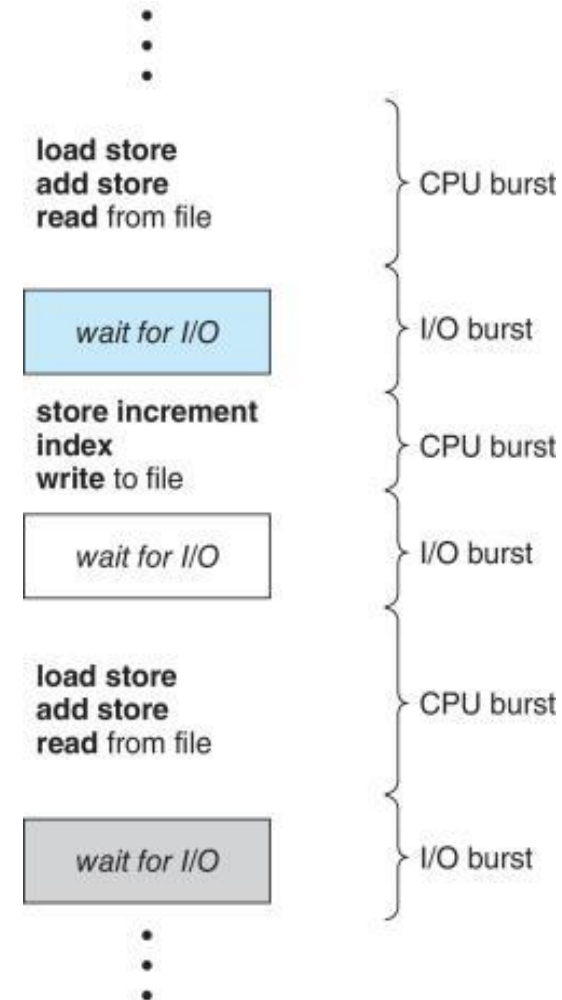 load store
add store
read from file
CPU burst
wait for I/O
I/O burst
store increment
index
write to file
CPU burst
wait for I/O
I/O burst
load store
add store
read from file
CPU burst
wait for I/O
I/O burst